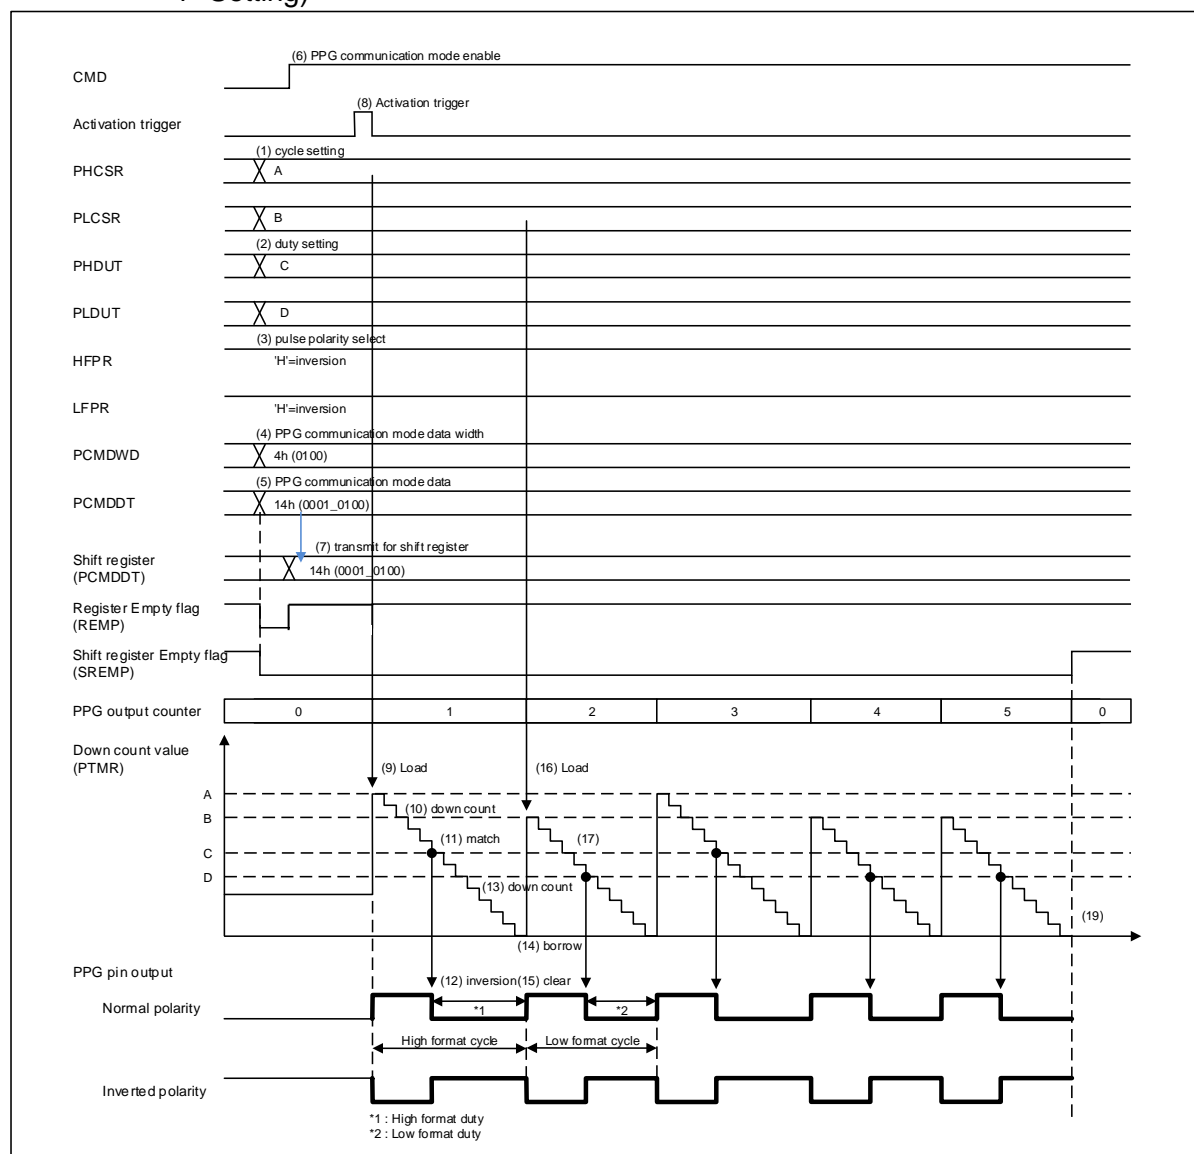 (6) PPG communication mode enable
CMD
(8) Activation trigger
Activation trigger
(1) cycle setting
PHCSR A
PLCSR B
(2) duty setting
PHDUT C
PLDUT D
(3) pulse polarity select
HFPR 'H'=inversion
LFPR 'H'=inversion
(4) PPG communication mode data width
PCMDWD 4h (0100)
(5) PPG communication mode data
PCMDDT 14h (0001_0100)
(7) transmit for shift register
Shift register
(PCMDDT) 14h (0001_0100)
Register Empty flag
(REMP)
Shift register Empty flag
(SREMP)
PPG output counter 0 1 2 3 4 5 0
Down count value
(PTMR)
(9) Load (16) Load
A
(10) down count
B
(11) match (17)
C
D
(13) down count
(19)
(14) borrow
PPG pin output
(12) inversion(15) clear
Normal polarity
*1 *2
High format cycle Low format cycle
Inverted polarity
*1 : High format duty
*2 : Low format duty